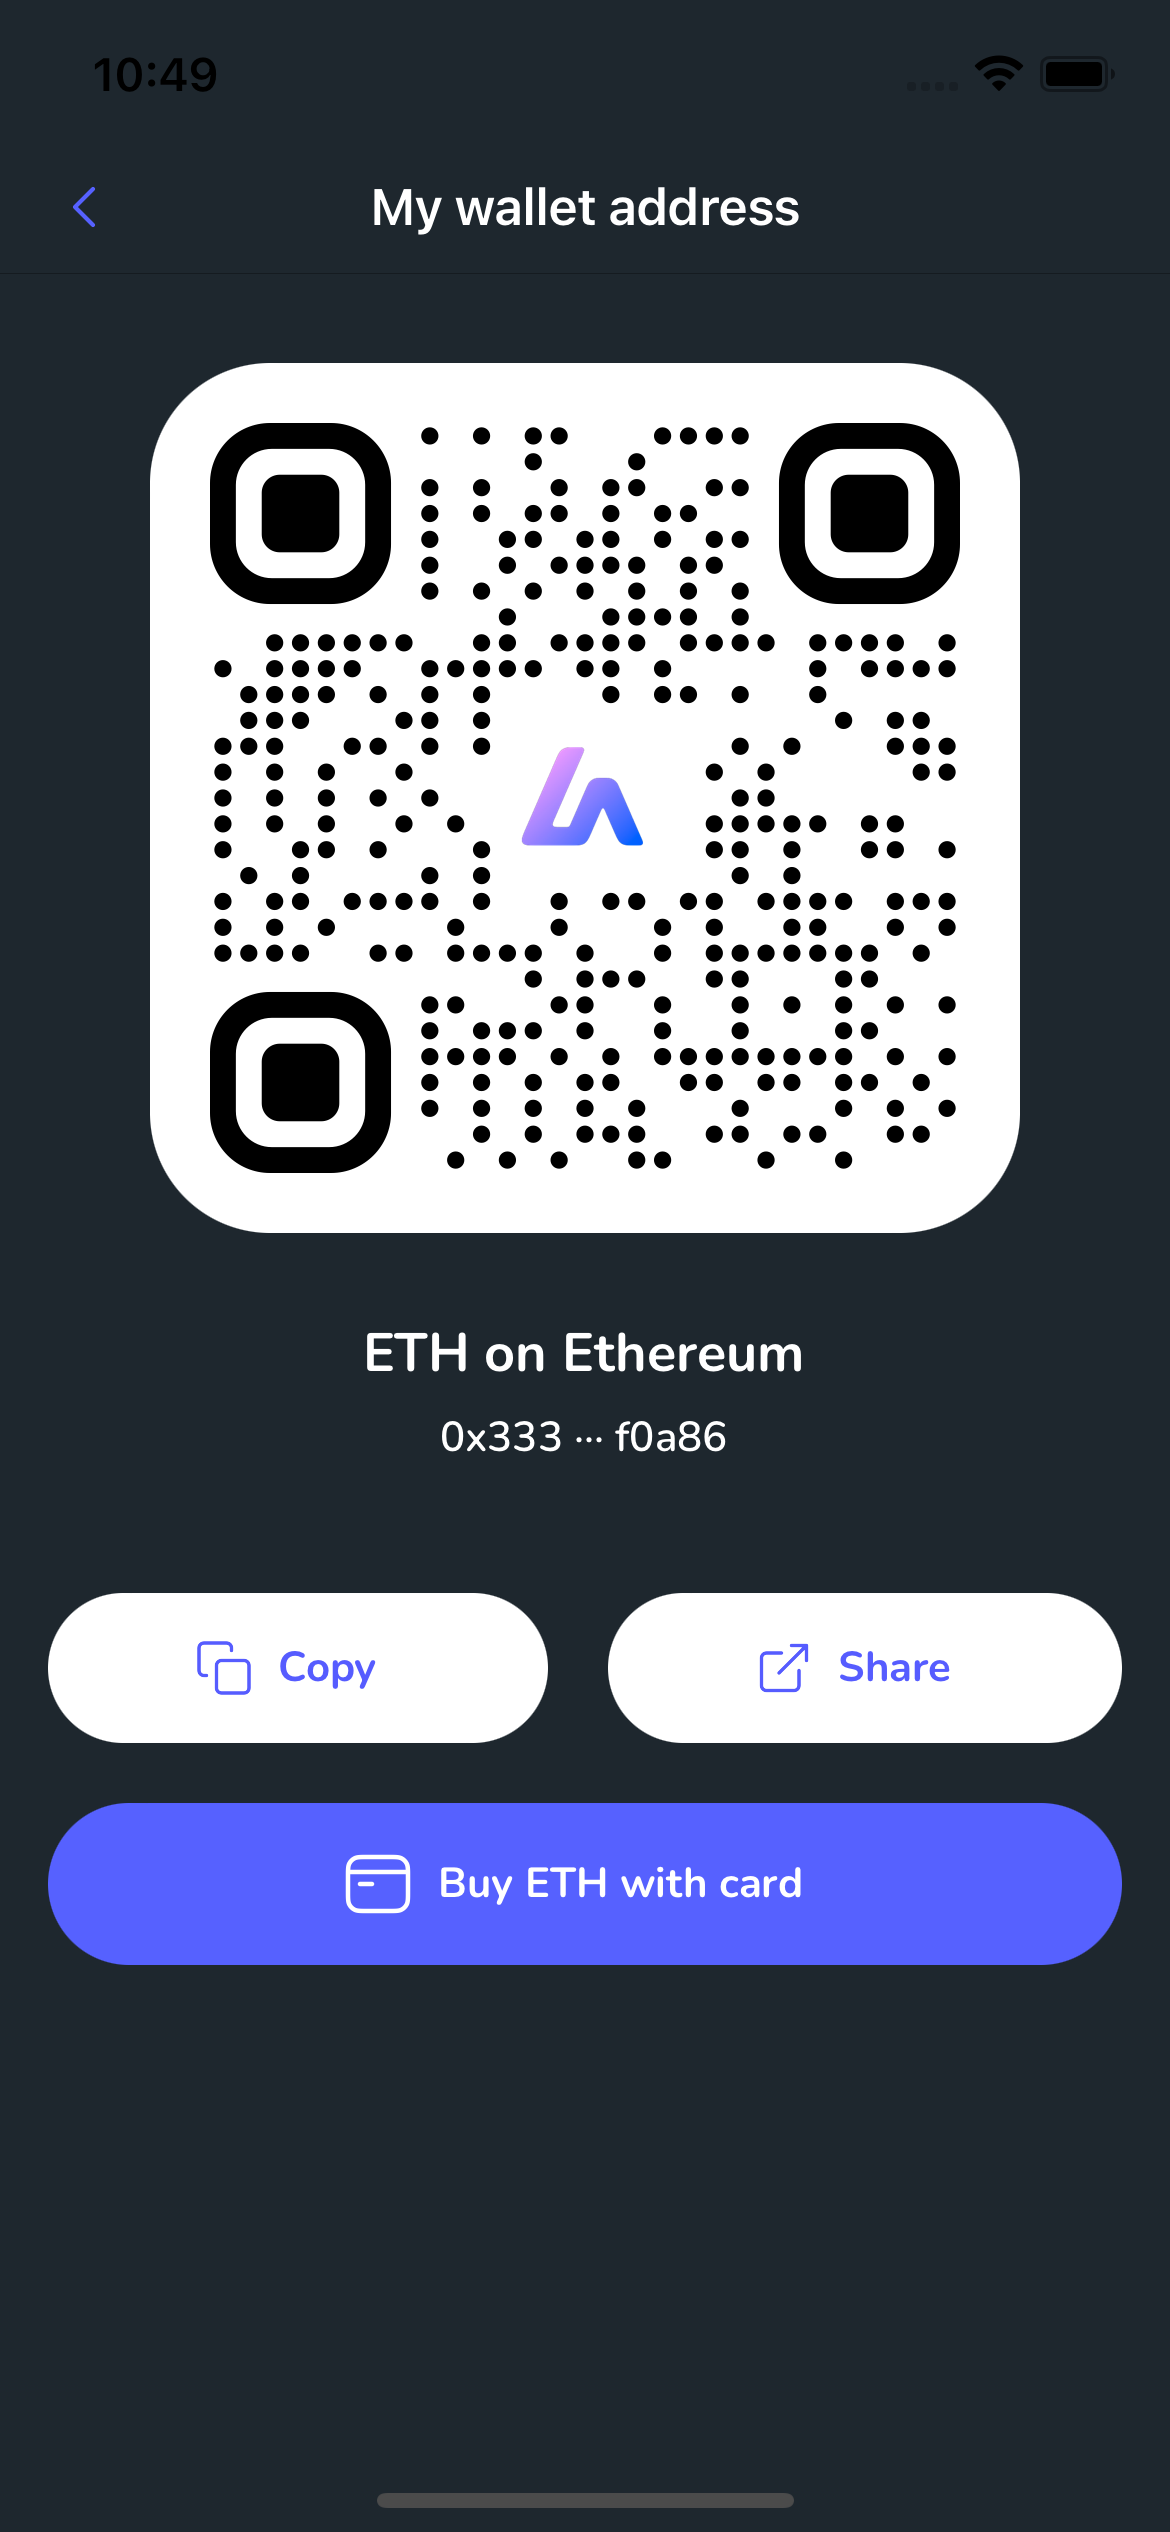 10:49
My wallet address
ETH on Ethereum
0x333 ··· f0a86
Copy
Share
Buy ETH with card